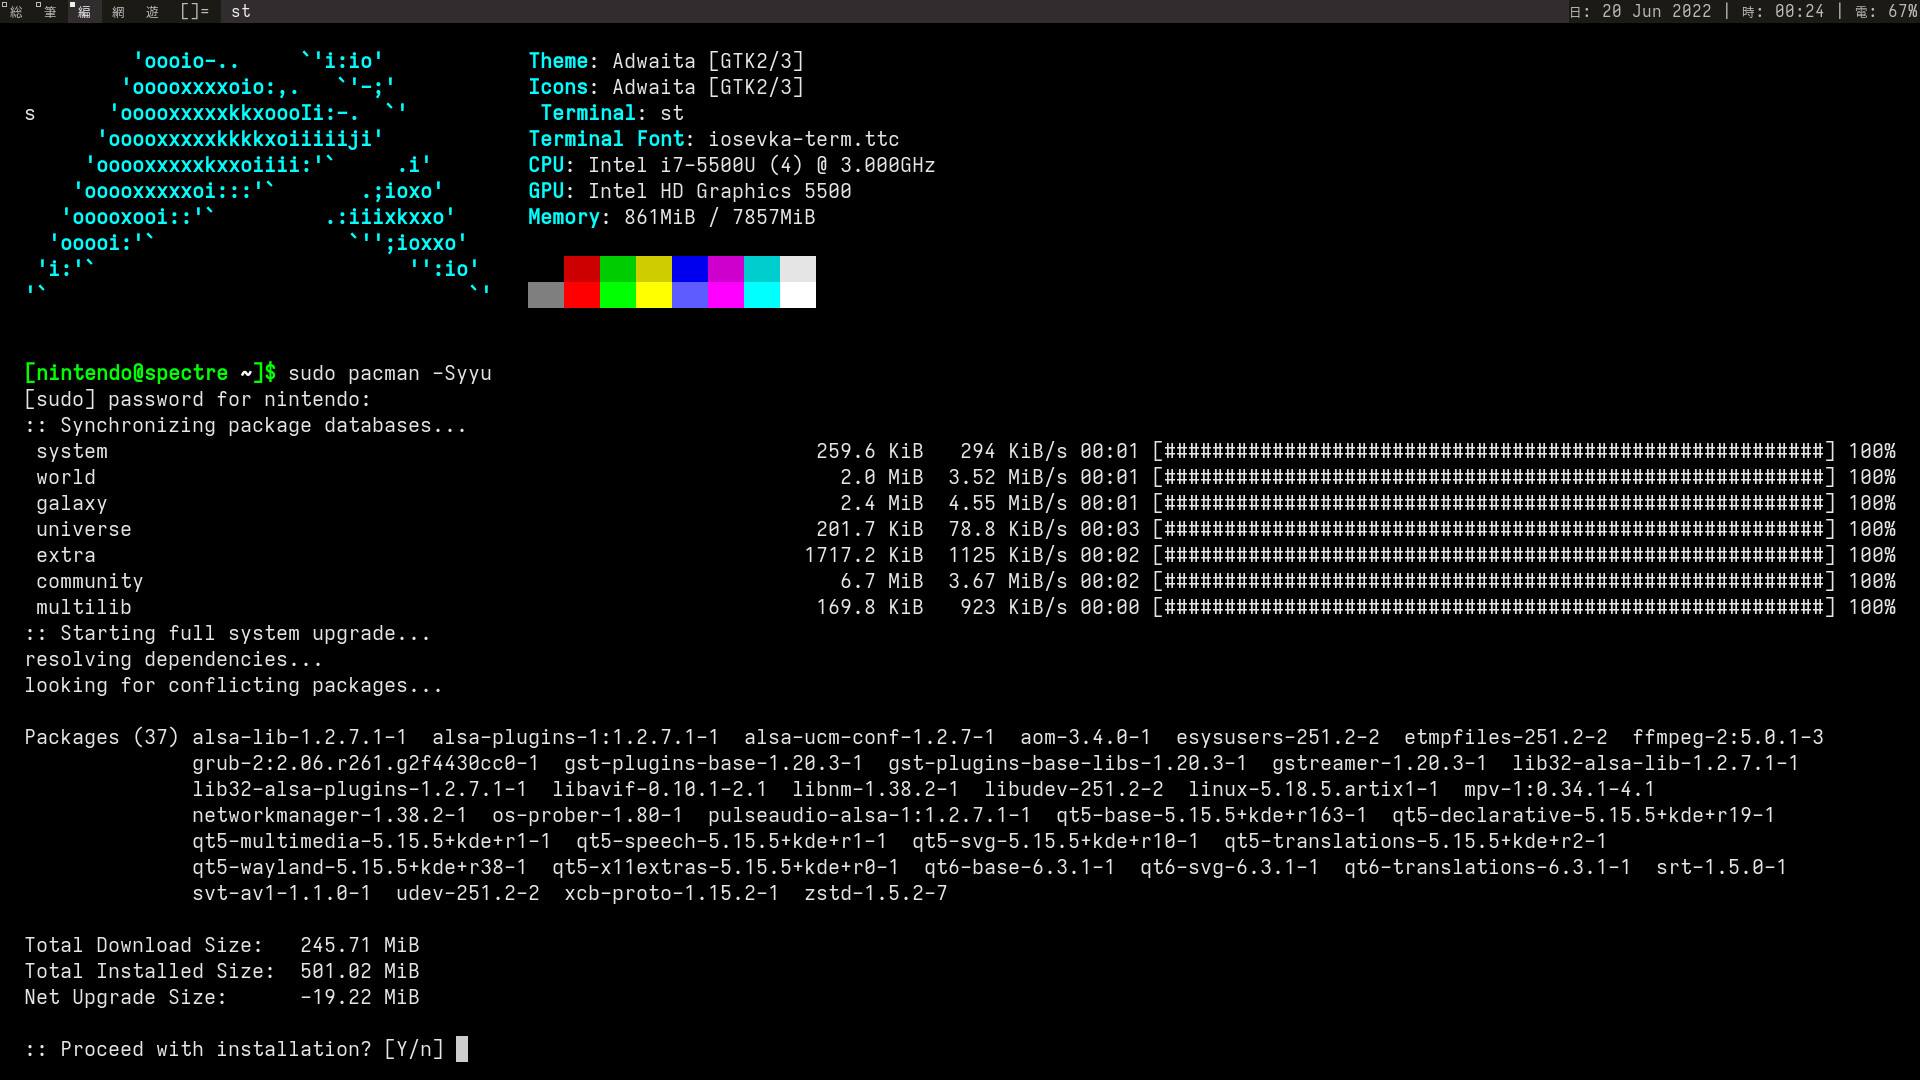 総 筆 編 網 遊 []= st 日: 20 Jun 2022 | 時: 00:24 | 電: 67%
'oooio-.. `'i:io' Theme: Adwaita [GTK2/3]
'ooooxxxxoio:,. `'-;' Icons: Adwaita [GTK2/3]
s 'ooooxxxxxkkxoooIi:-. `' Terminal: st
'ooooxxxxxkkkkxoiiiiiji' Terminal Font: iosevka-term.ttc
'ooooxxxxxkxxoiiii:'` .i' CPU: Intel i7-5500U (4) @ 3.000GHz
'ooooxxxxxoi:::'` .;ioxo' GPU: Intel HD Graphics 5500
'ooooxooi::'` .:iiixkxxo' Memory: 861MiB / 7857MiB
'ooooi:'` `'';ioxxo'
'i:'` '':io'
'` `'
[nintendo@spectre ~]$ sudo pacman -Syyu
[sudo] password for nintendo:
:: Synchronizing package databases...
system 259.6 KiB 294 KiB/s 00:01 [#######################################################] 100%
world 2.0 MiB 3.52 MiB/s 00:01 [#######################################################] 100%
galaxy 2.4 MiB 4.55 MiB/s 00:01 [#######################################################] 100%
universe 201.7 KiB 78.8 KiB/s 00:03 [#######################################################] 100%
extra 1717.2 KiB 1125 KiB/s 00:02 [#######################################################] 100%
community 6.7 MiB 3.67 MiB/s 00:02 [#######################################################] 100%
multilib 169.8 KiB 923 KiB/s 00:00 [#######################################################] 100%
:: Starting full system upgrade...
resolving dependencies...
looking for conflicting packages...
Packages (37) alsa-lib-1.2.7.1-1 alsa-plugins-1:1.2.7.1-1 alsa-ucm-conf-1.2.7-1 aom-3.4.0-1 esysusers-251.2-2 etmpfiles-251.2-2 ffmpeg-2:5.0.1-3
grub-2:2.06.r261.g2f4430cc0-1 gst-plugins-base-1.20.3-1 gst-plugins-base-libs-1.20.3-1 gstreamer-1.20.3-1 lib32-alsa-lib-1.2.7.1-1
lib32-alsa-plugins-1.2.7.1-1 libavif-0.10.1-2.1 libnm-1.38.2-1 libudev-251.2-2 linux-5.18.5.artix1-1 mpv-1:0.34.1-4.1
networkmanager-1.38.2-1 os-prober-1.80-1 pulseaudio-alsa-1:1.2.7.1-1 qt5-base-5.15.5+kde+r163-1 qt5-declarative-5.15.5+kde+r19-1
qt5-multimedia-5.15.5+kde+r1-1 qt5-speech-5.15.5+kde+r1-1 qt5-svg-5.15.5+kde+r10-1 qt5-translations-5.15.5+kde+r2-1
qt5-wayland-5.15.5+kde+r38-1 qt5-x11extras-5.15.5+kde+r0-1 qt6-base-6.3.1-1 qt6-svg-6.3.1-1 qt6-translations-6.3.1-1 srt-1.5.0-1
svt-av1-1.1.0-1 udev-251.2-2 xcb-proto-1.15.2-1 zstd-1.5.2-7
Total Download Size: 245.71 MiB
Total Installed Size: 501.02 MiB
Net Upgrade Size: -19.22 MiB
:: Proceed with installation? [Y/n]